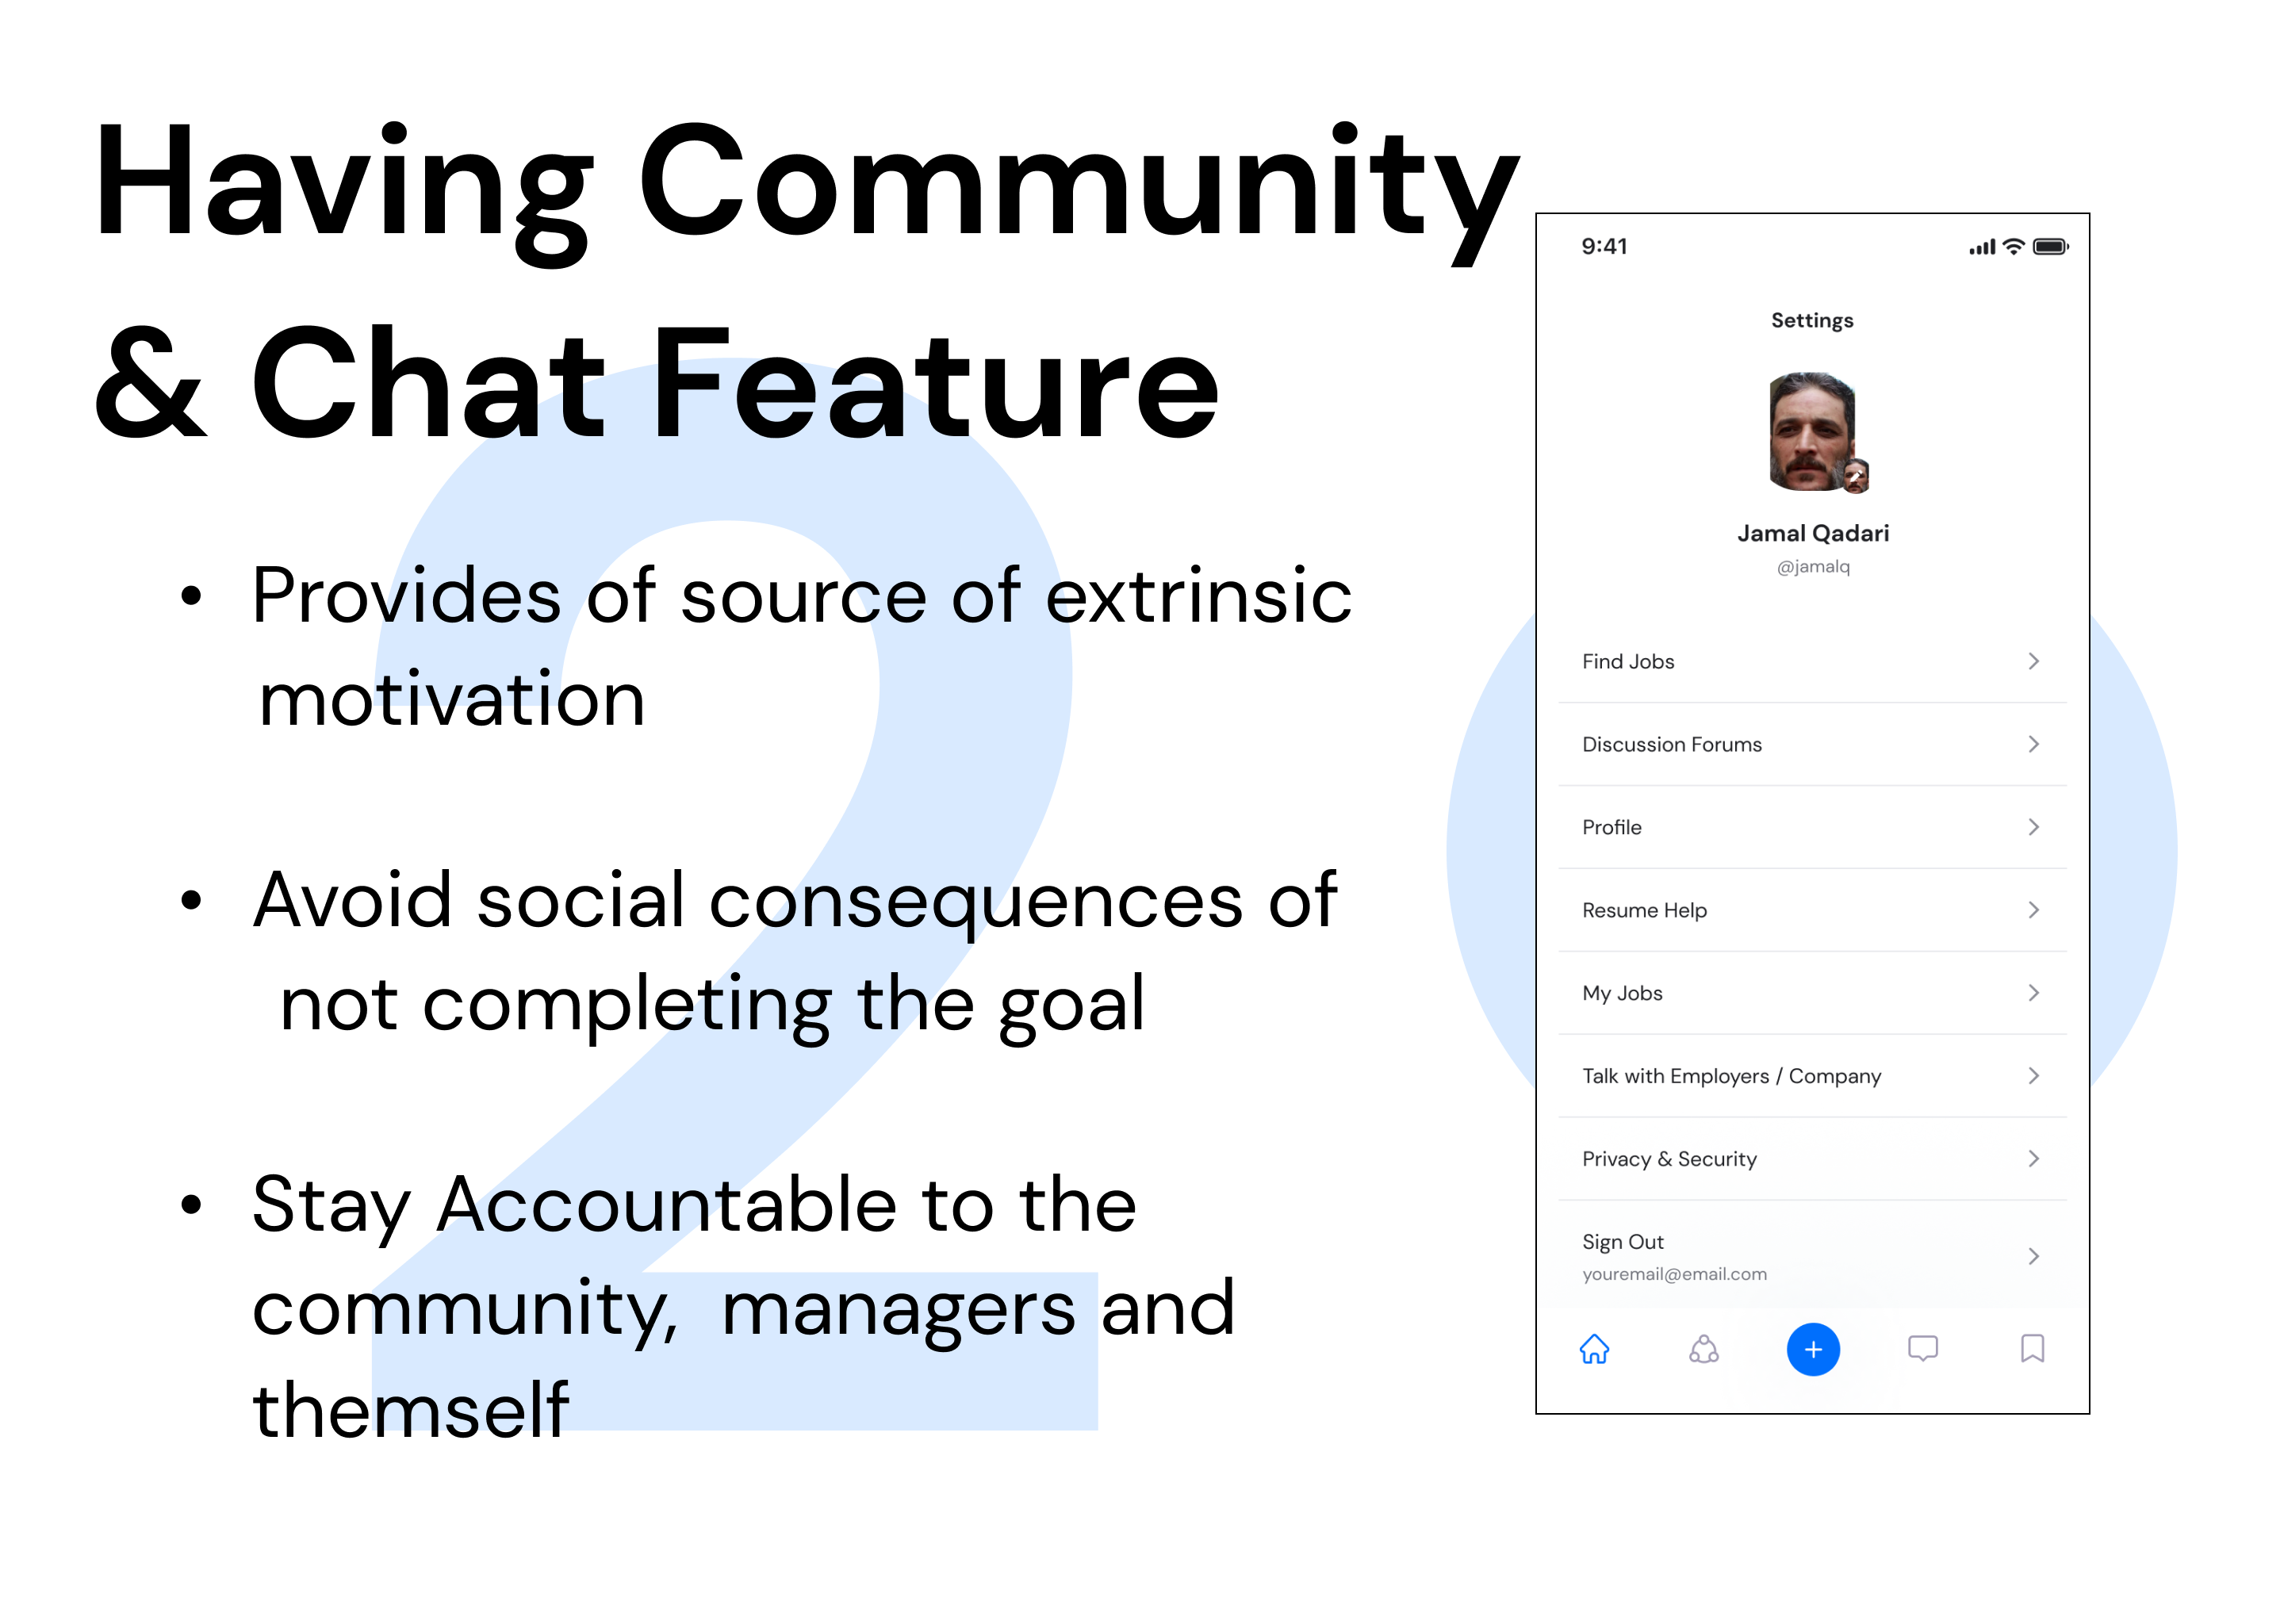 Having Community
& Chat Feature
• Provides of source of extrinsic
motivation
• Avoid social consequences of
not completing the goal
• Stay Accountable to the
community,  managers and
themself
2
9:41
Settings
Jamal Qadari
@jamalq
Find Jobs
Discussion Forums
Profile
Resume Help
My Jobs
Talk with Employers / Company
Privacy & Security
Sign Out
youremail@email.com